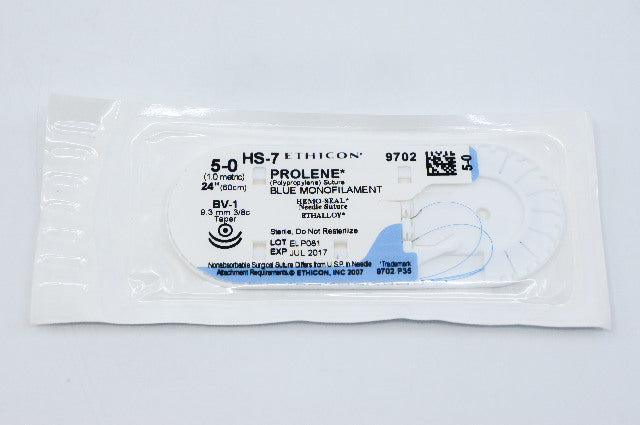 5-0 HS-7 ETHICON* 9702
(1.0 metric) PROLENE* 5-0
24"(60cm) (Polypropylene) Suture
BLUE MONOFILAMENT
BV-1 HEMO-SEAL*
9.3 mm 3/8c Needle Suture
Taper ETHALLOY*
Sterile, Do Not Resterilize
LOT ELP081
EXP JUL 2017
Nonabsorbable Surgical Suture Differs from U.S.P. in Needle *Trademark
Attachment Requirements.© ETHICON, INC 2007 9702 P35